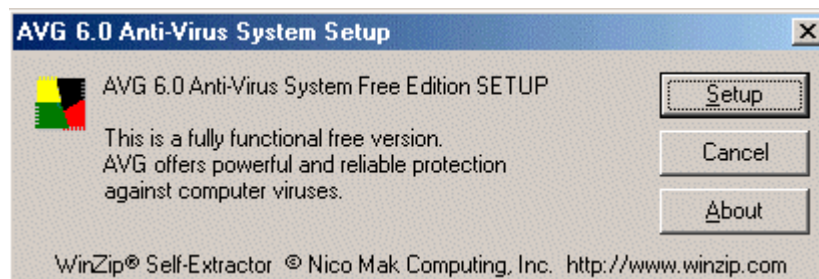 AVG 6.0 Anti-Virus System Setup
AVG 6.0 Anti-Virus System Free Edition SETUP
This is a fully functional free version.
AVG offers powerful and reliable protection
against computer viruses.
Setup
Cancel
About
WinZip® Self-Extractor © Nico Mak Computing, Inc. http://www.winzip.com